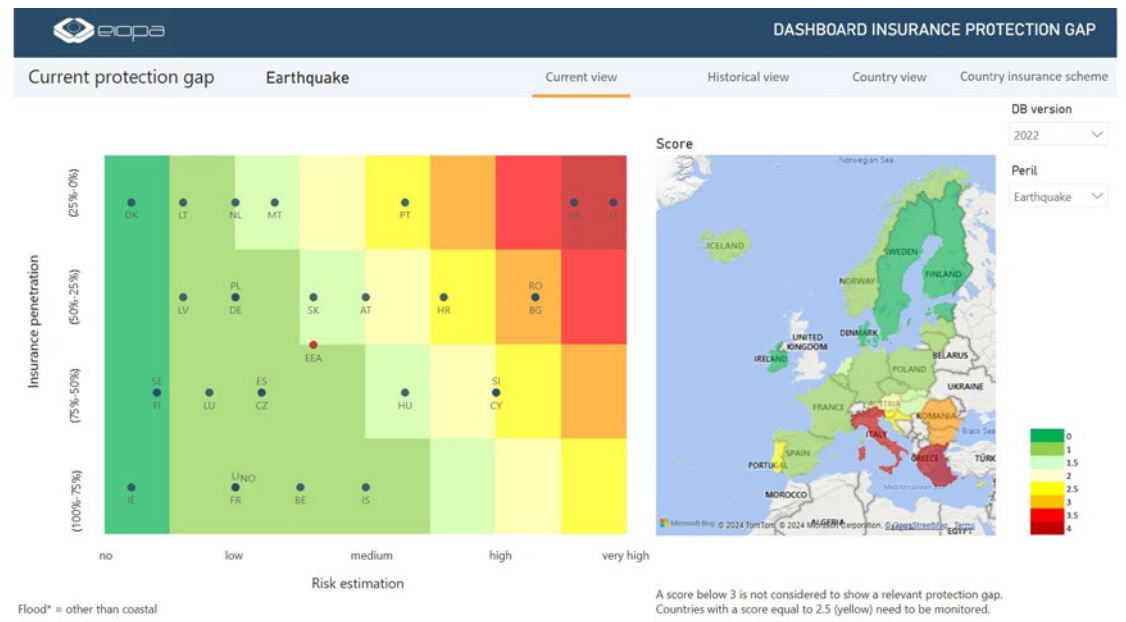 eiopa
DASHBOARD INSURANCE PROTECTION GAP
Current protection gap Earthquake Current view Historical view Country view Country insurance scheme
DB version
2022
Peril
Earthquake
Insurance penetration
(25%-0%)
(50%-25%)
(75%-50%)
(100%-75%)
DK LT NL MT PT GR IT
PL RO
LV DE SK AT HR BG
EEA
SE ES SI
FI LU CZ HU CY
LI NO
IE FR BE IS
no low medium high very high
Risk estimation
Flood* = other than coastal
Score
Norwegian Sea
ICELAND
SWEDEN
FINLAND
NORWAY
DENMARK
UNITED
KINGDOM
IRELAND
BELARUS
POLAND
UKRAINE
FRANCE
AUSTRIA
ROMANIA
Black Sea
ITALY
SPAIN
GREECE
TÜRK
PORTUGAL
MOROCCO
ALGERIA
EGYPT
Microsoft Bing © 2024 TomTom, © 2024 Microsoft Corporation, © OpenStreetMap Terms
0
1
1.5
2
2.5
3
3.5
4
A score below 3 is not considered to show a relevant protection gap.
Countries with a score equal to 2.5 (yellow) need to be monitored.